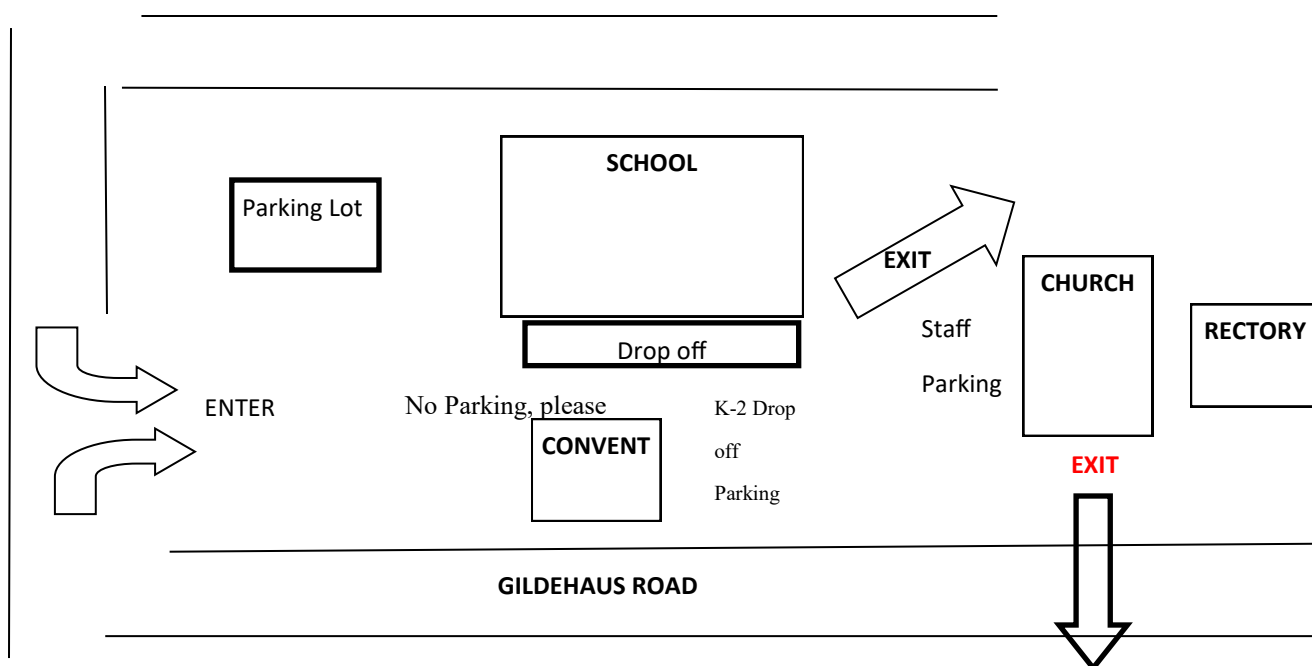 SCHOOL
Parking Lot
EXIT
CHURCH
Staff
Parking
RECTORY
Drop off
ENTER
No Parking, please
K-2 Drop
off
Parking
CONVENT
EXIT
GILDEHAUS ROAD